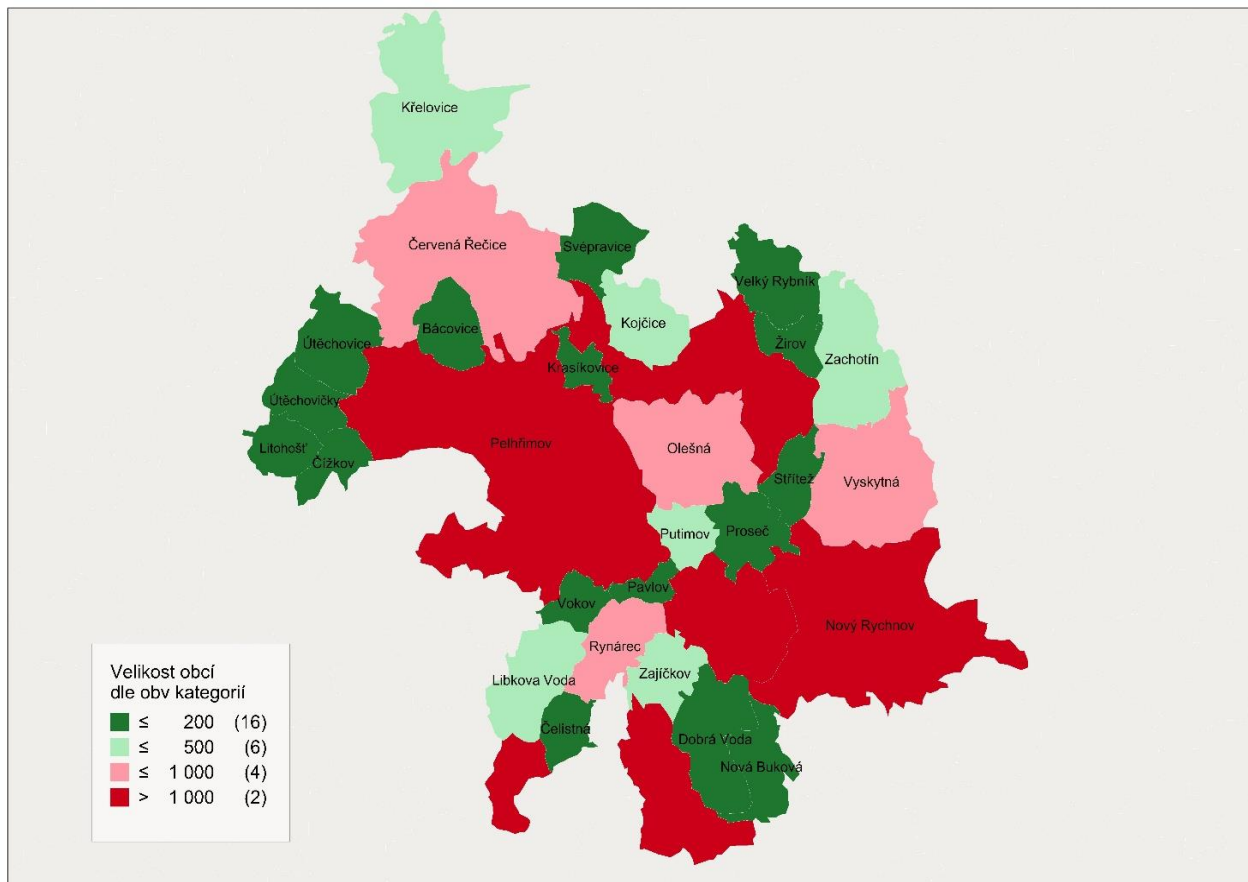 Křelovice
Červená Řečice
Svépravice
Velký Rybník
Kojčice
Bácovice
Útěchovice
Žirov
Zachotín
Krasíkovice
Útěchovičky
Pelhřimov
Olešná
Litohošť
Čížkov
Střítež
Vyskytná
Putimov
Proseč
Pavlov
Vokov
Nový Rychnov
Rynárec
Zajíčkov
Libkova Voda
Čelistná
Dobrá Voda
Nová Buková
Velikost obcí
dle obv kategorií
≤ 200 (16)
≤ 500 (6)
≤ 1 000 (4)
> 1 000 (2)